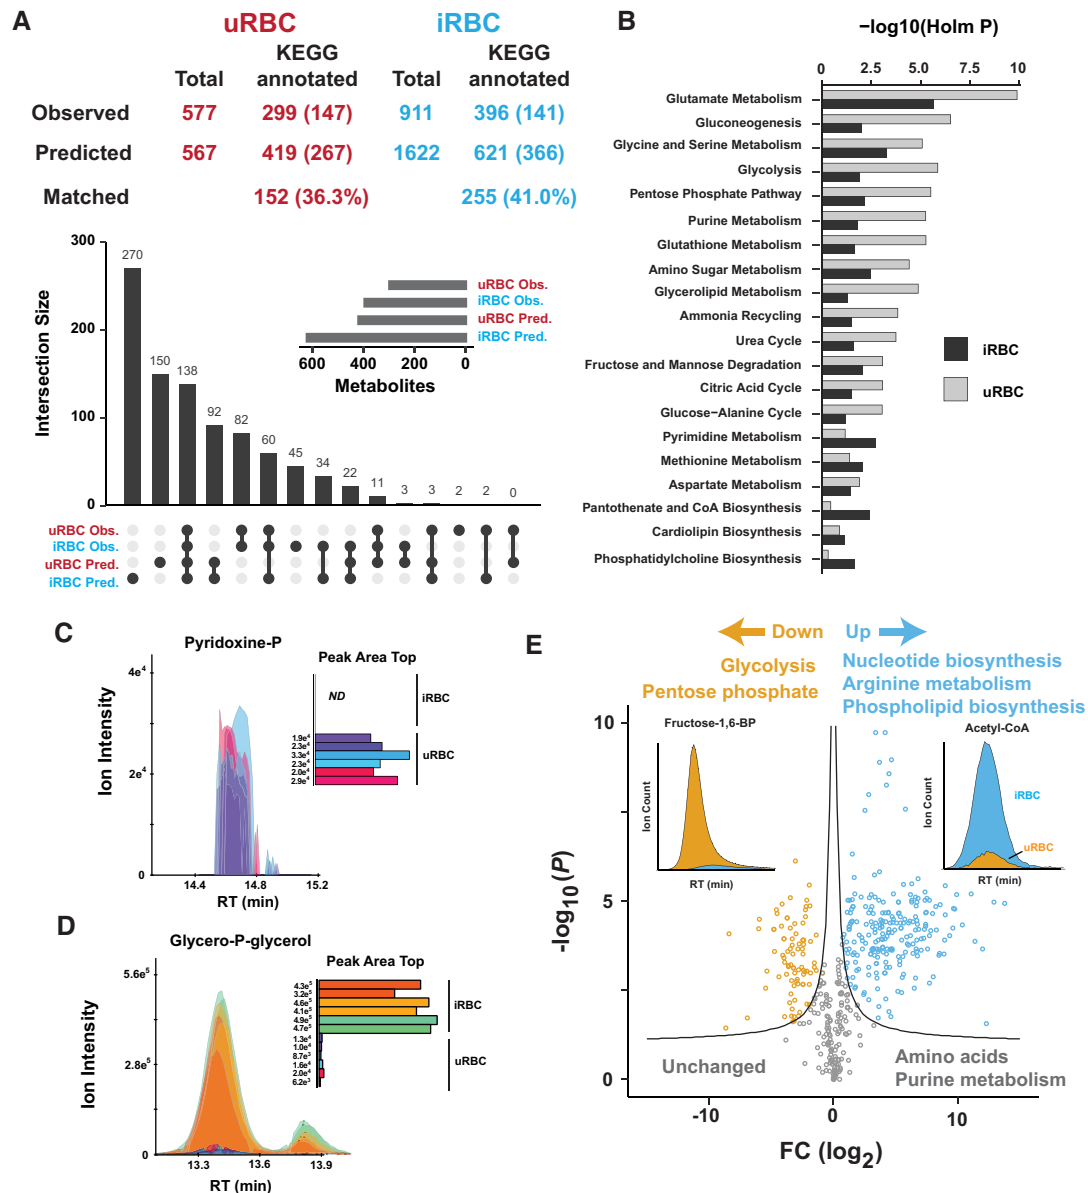 A
uRBC iRBC
KEGG KEGG
Total annotated Total annotated
Observed 577 299 (147) 911 396 (141)
Predicted 567 419 (267) 1622 621 (366)
Matched 152 (36.3%) 255 (41.0%)
Intersection Size
300
200
100
0
270 150 138 92 82 60 45 34 22 11 3 3 2 2 0
uRBC Obs.
iRBC Obs.
uRBC Pred.
iRBC Pred.
600 400 200 0
Metabolites
uRBC Obs.
iRBC Obs.
uRBC Pred.
iRBC Pred.
B
−log10(Holm P)
0 2.5 5.0 7.5 10
Glutamate Metabolism
Gluconeogenesis
Glycine and Serine Metabolism
Glycolysis
Pentose Phosphate Pathway
Purine Metabolism
Glutathione Metabolism
Amino Sugar Metabolism
Glycerolipid Metabolism
Ammonia Recycling
Urea Cycle
Fructose and Mannose Degradation
Citric Acid Cycle
Glucose−Alanine Cycle
Pyrimidine Metabolism
Methionine Metabolism
Aspartate Metabolism
Pantothenate and CoA Biosynthesis
Cardiolipin Biosynthesis
Phosphatidylcholine Biosynthesis
iRBC
uRBC
C
Pyridoxine-P
Ion Intensity
4e⁴
2e⁴
0
14.4 14.8 15.2
RT (min)
Peak Area Top
ND
iRBC
1.9e⁴
2.3e⁴
3.3e⁴
2.3e⁴
2.0e⁴
2.9e⁴
uRBC
D
Glycero-P-glycerol
Ion Intensity
5.6e⁵
2.8e⁵
0
13.3 13.6 13.9
RT (min)
Peak Area Top
4.3e⁵
3.2e⁵
4.6e⁵
4.1e⁵
4.9e⁵
4.7e⁵
iRBC
1.3e⁴
1.0e⁴
8.7e³
1.6e⁴
2.0e⁴
6.2e³
uRBC
E
Down Up
Glycolysis
Pentose phosphate
Nucleotide biosynthesis
Arginine metabolism
Phospholipid biosynthesis
-log₁₀(P)
10
5
0
Fructose-1,6-BP
Ion Count
RT (min)
Acetyl-CoA
Ion Count
iRBC
uRBC
RT (min)
Unchanged
Amino acids
Purine metabolism
-10 0 10
FC (log₂)